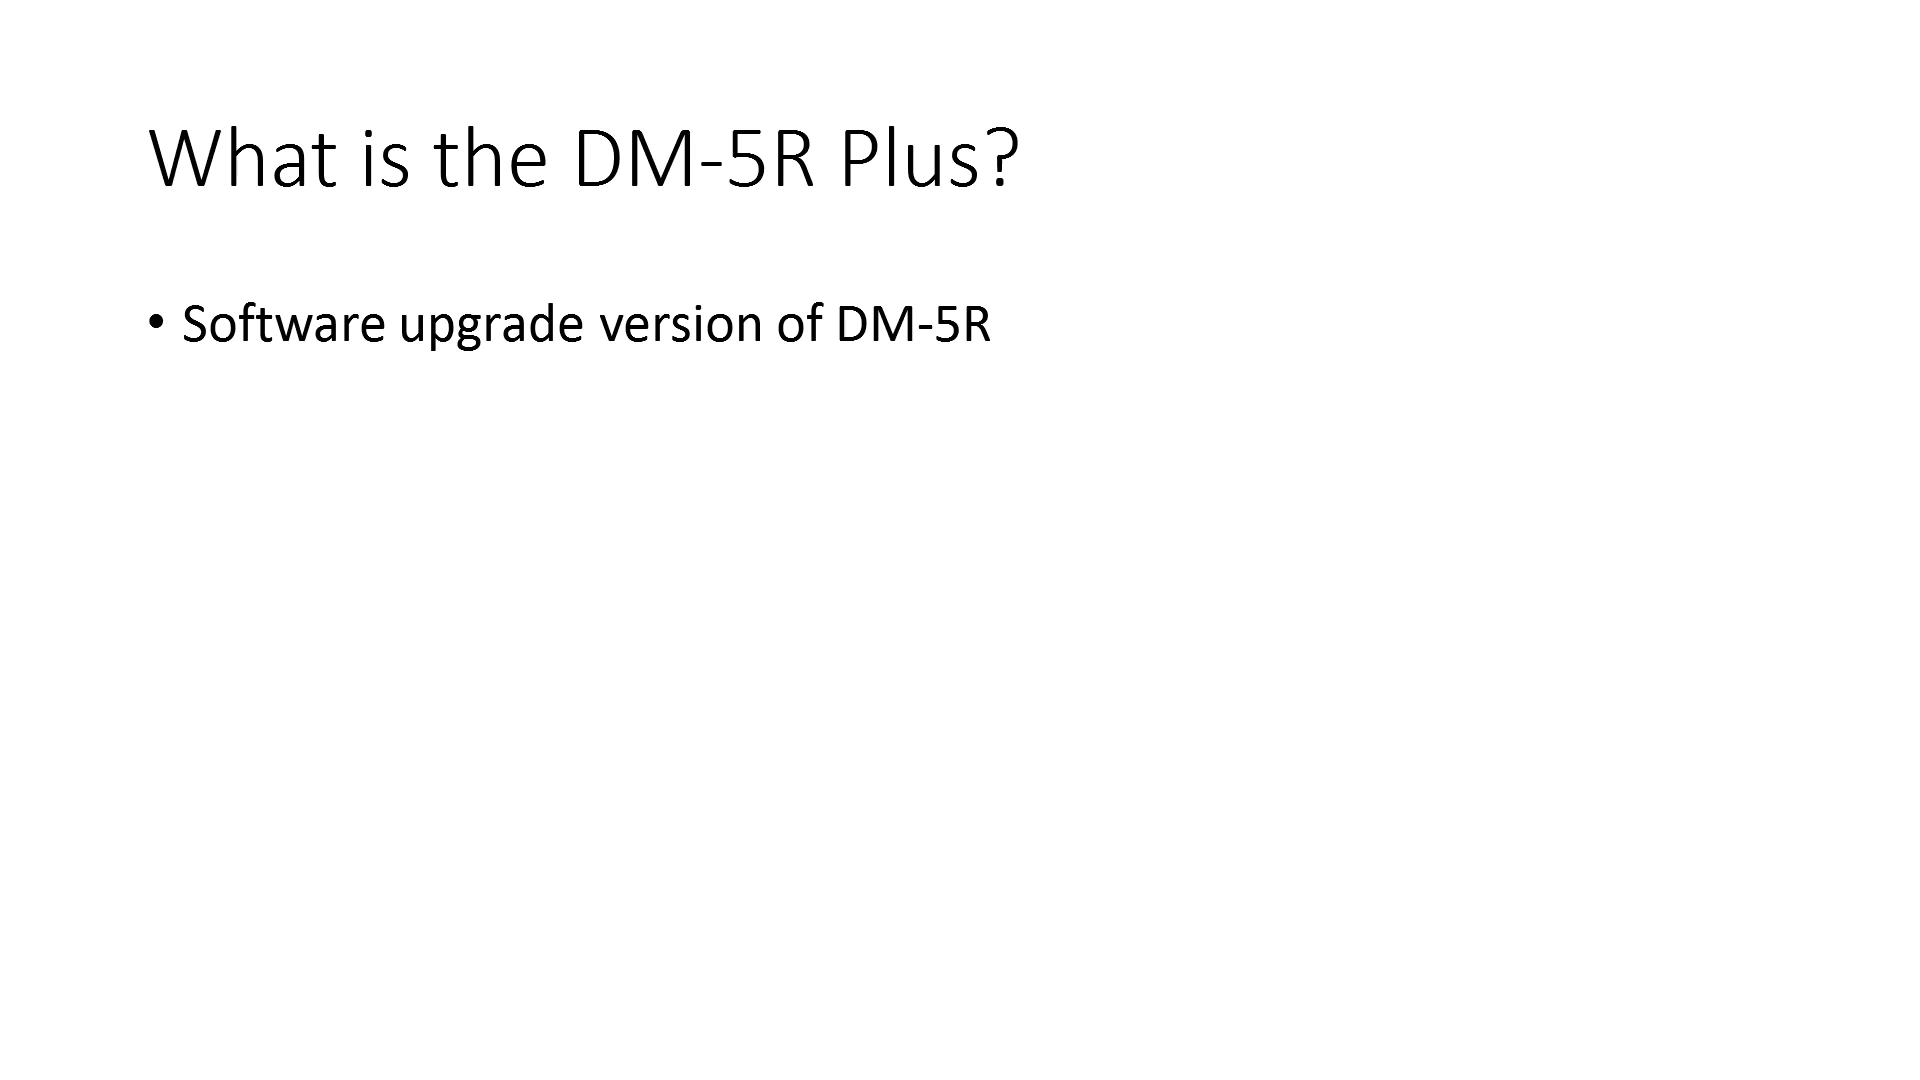 What is the DM-5R Plus?
• Software upgrade version of DM-5R